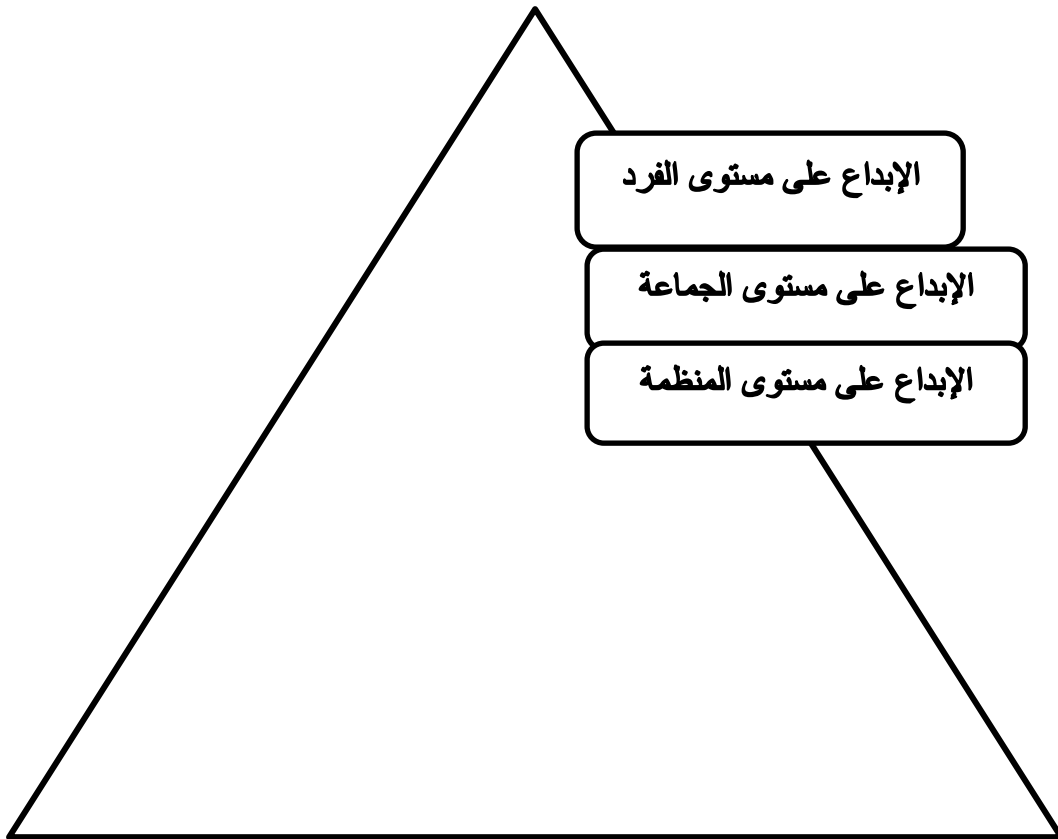 الإبداع على مستوى الفرد
الإبداع على مستوى الجماعة
الإبداع على مستوى المنظمة